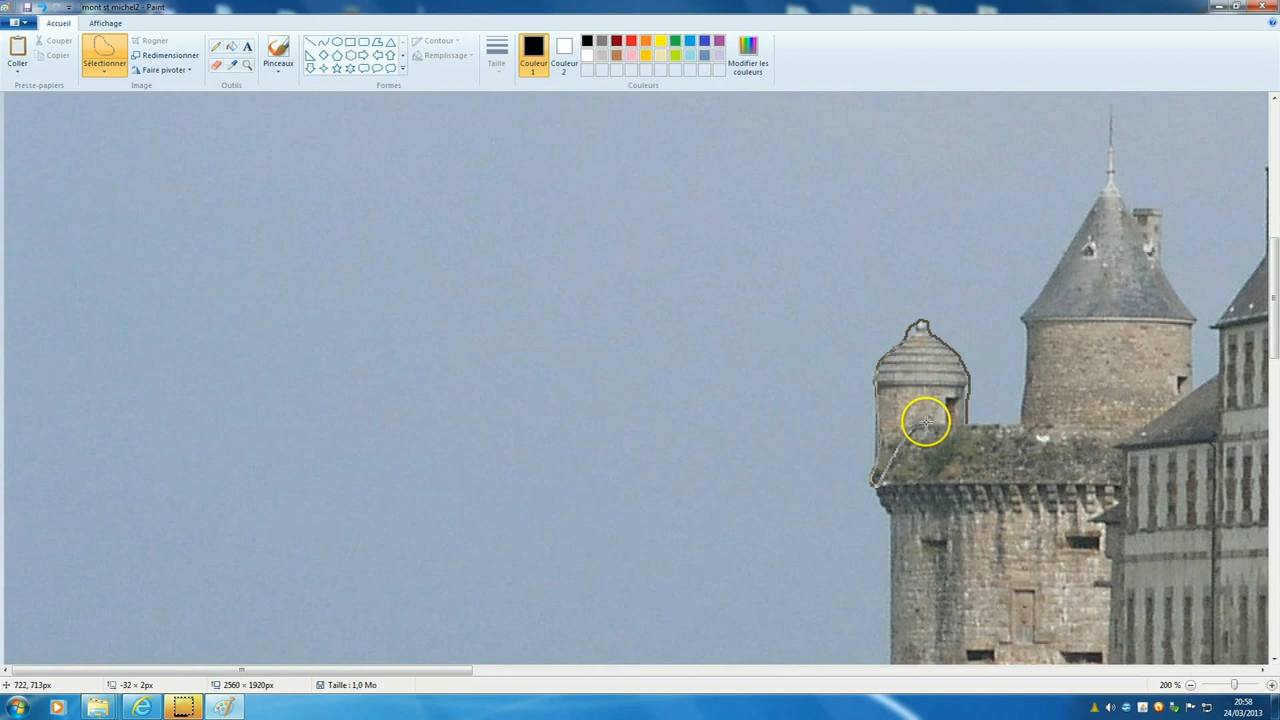 mont st michel2 - Paint
Accueil
Affichage
Coller
Couper
Copier
Presse-papiers
Sélectionner
Rogner
Redimensionner
Faire pivoter
Image
A
Outils
Pinceaux
Contour
Remplissage
Formes
Taille
Couleur 1
Couleur 2
Modifier les couleurs
Couleurs
722, 713px
-32 × 2px
2560 × 1920px
Taille : 1,0 Mo
200 %
20:58
24/03/2013